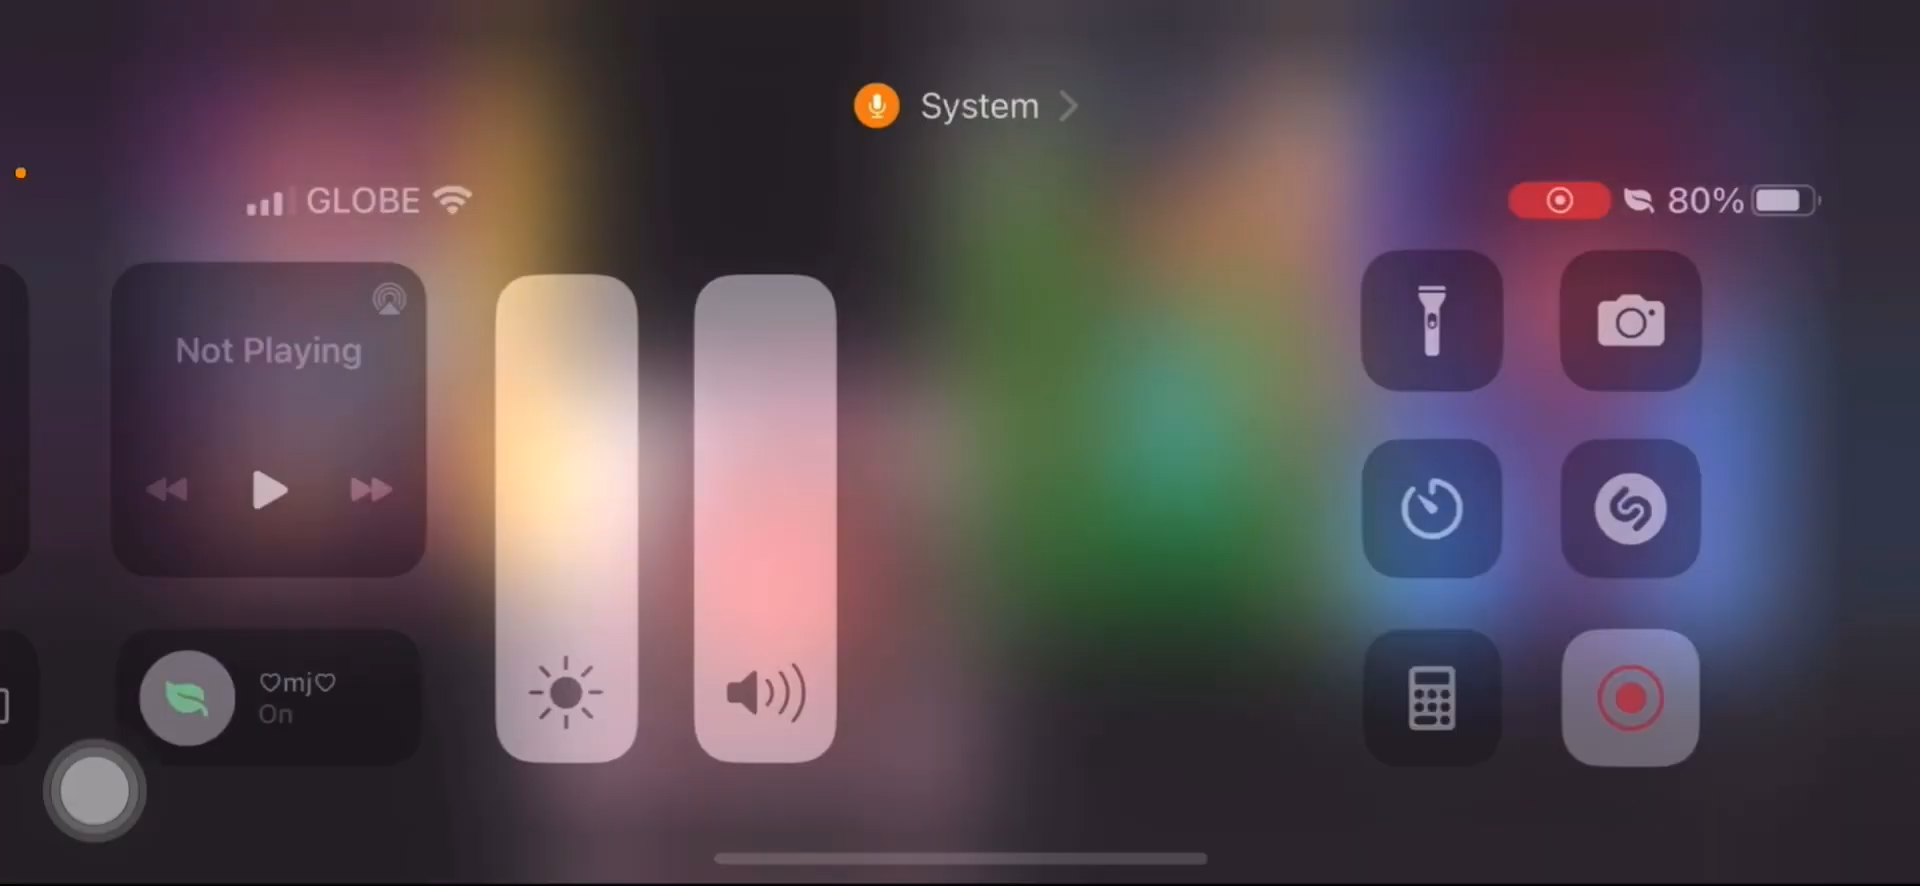 System
GLOBE
80%
Not Playing
♡mj♡
On